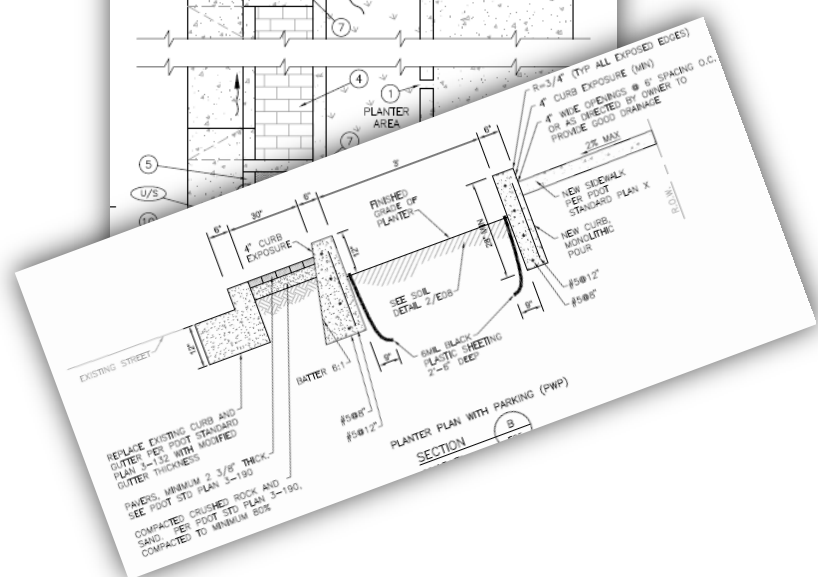 7
4
1
PLANTER
AREA
7
5
U/S
10
R=3/4" (TYP ALL EXPOSED EDGES)
4" CURB EXPOSURE (MIN)
4" WIDE OPENINGS @ 6' SPACING O.C.
OR AS DIRECTED BY OWNER TO
PROVIDE GOOD DRAINAGE
6"
3'
2% MAX
6"
30"
6"
FINISHED
GRADE OF
PLANTER
4" CURB
EXPOSURE
12"
NEW SIDEWALK
PER PDOT
STANDARD PLAN X
R.O.W.
NEW CURB,
MONOLITHIC
POUR
SEE SOIL
DETAIL 2/E08
#5@12"
#5@8"
9"
EXISTING STREET
12"
6MIL BLACK
PLASTIC SHEETING
2'-6" DEEP
9"
BATTER 6:1
#5@8"
#5@12"
REPLACE EXISTING CURB AND
GUTTER PER PDOT STANDARD
PLAN 3-132 WITH MODIFIED
GUTTER THICKNESS
PAVERS, MINIMUM 2 3/8" THICK.
SEE PDOT STD PLAN 3-190
COMPACTED CRUSHED ROCK AND
SAND. PER PDOT STD PLAN 3-190,
COMPACTED TO MINIMUM 80%
PLANTER PLAN WITH PARKING (PWP)
SECTION
B